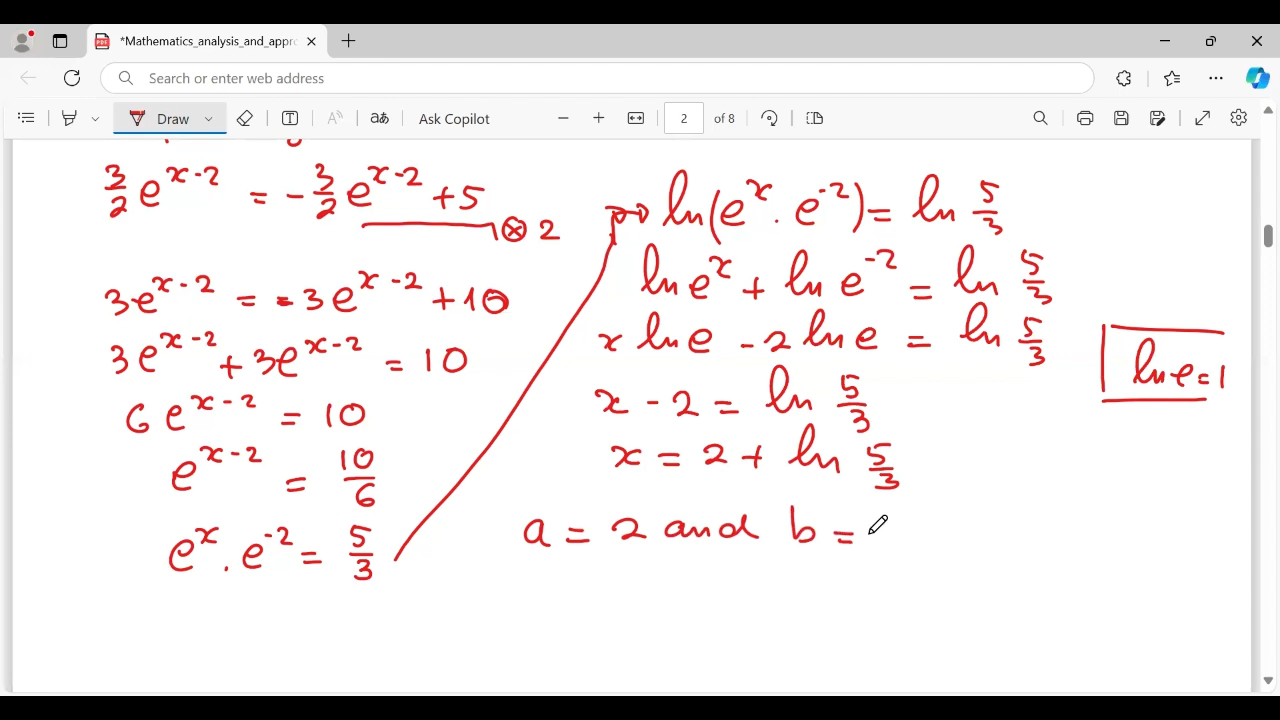 *Mathematics_analysis_and_appro
Search or enter web address
Draw
Ask Copilot
2 of 8
3/2 e^(x-2) = -3/2 e^(x-2) + 5
⊗ 2
3e^(x-2) = -3e^(x-2) + 10
3e^(x-2) + 3e^(x-2) = 10
6e^(x-2) = 10
e^(x-2) = 10/6
e^x . e^-2 = 5/3
ln(e^x . e^-2) = ln 5/3
ln e^x + ln e^-2 = ln 5/3
x ln e - 2 ln e = ln 5/3
x - 2 = ln 5/3
x = 2 + ln 5/3
a = 2 and b =
ln e = 1